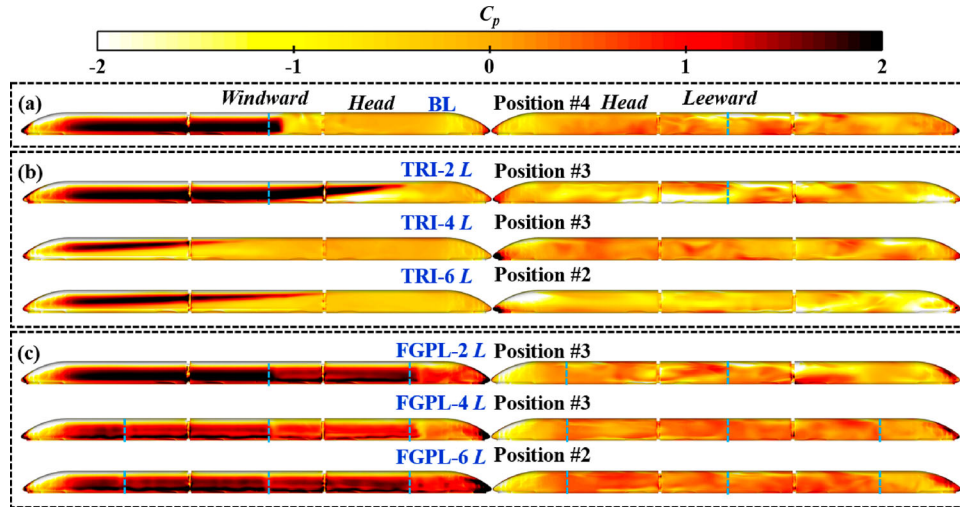 C_p
-2 -1 0 1 2
(a) Windward Head BL Position #4 Head Leeward
(b) TRI-2 L Position #3
TRI-4 L Position #3
TRI-6 L Position #2
(c) FGPL-2 L Position #3
FGPL-4 L Position #3
FGPL-6 L Position #2